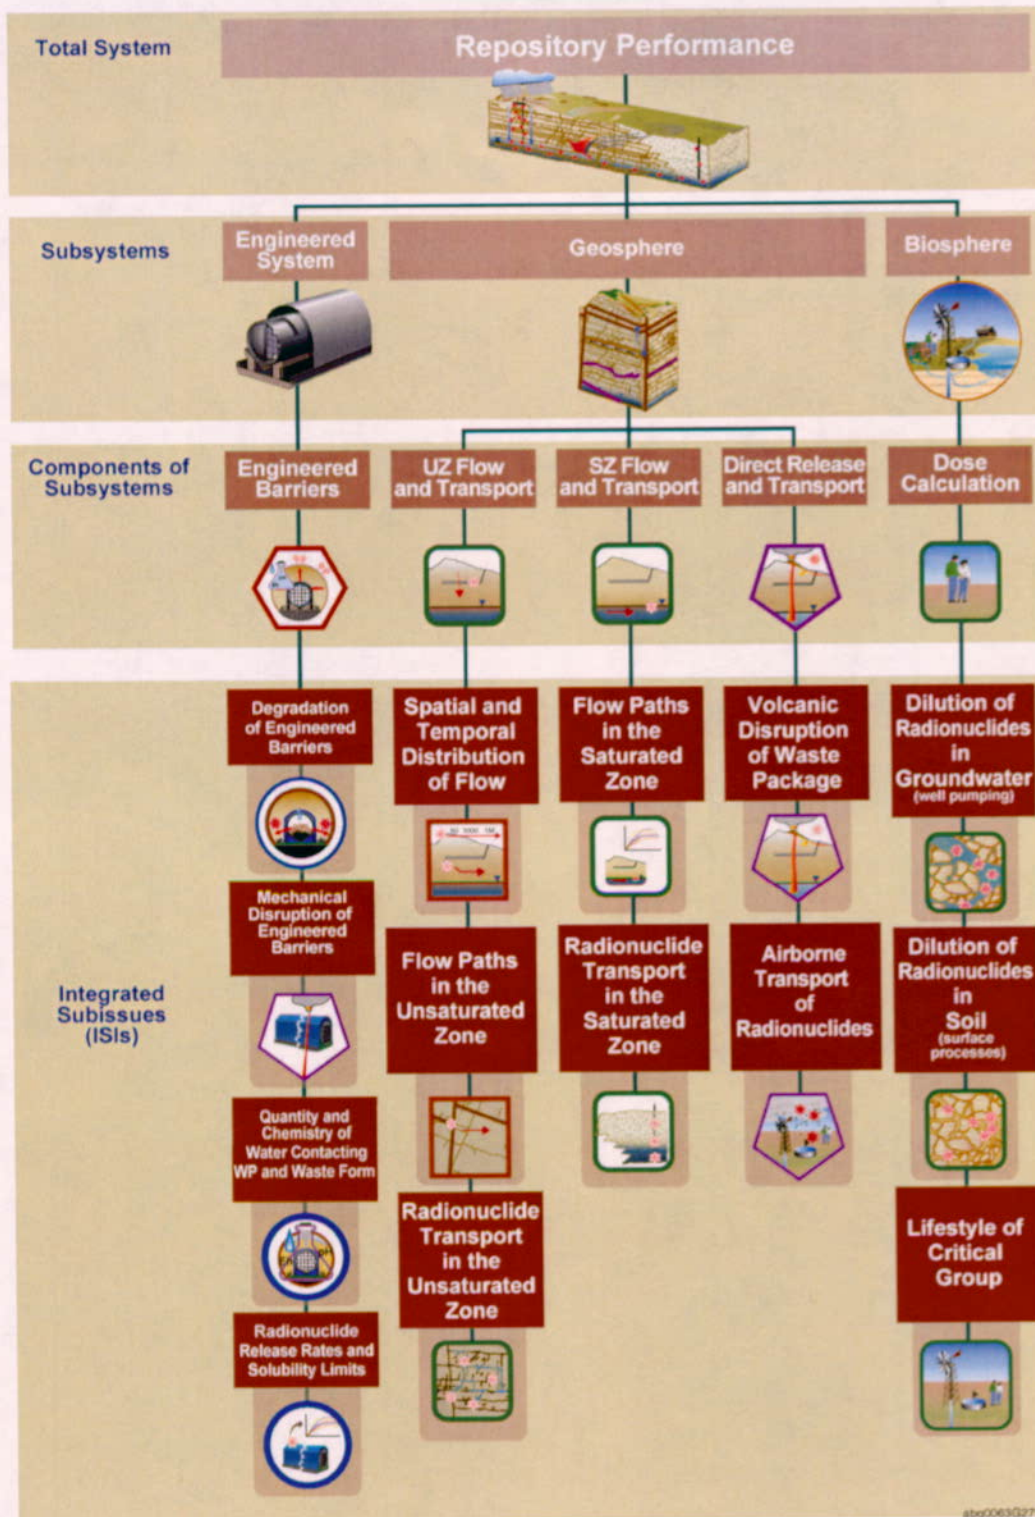 Total System
Repository Performance
Subsystems
Engineered
System
Geosphere
Biosphere
Components of
Subsystems
Engineered
Barriers
UZ Flow
and Transport
SZ Flow
and Transport
Direct Release
and Transport
Dose
Calculation
Integrated
Subissues
(ISIs)
Degradation
of Engineered
Barriers
Mechanical
Disruption of
Engineered
Barriers
Quantity and
Chemistry of
Water Contacting
WP and Waste Form
Radionuclide
Release Rates and
Solubility Limits
Spatial and
Temporal
Distribution
of Flow
Flow Paths
in the
Unsaturated
Zone
Radionuclide
Transport
in the
Unsaturated
Zone
Flow Paths
in the
Saturated
Zone
Radionuclide
Transport
in the
Saturated
Zone
Volcanic
Disruption
of Waste
Package
Airborne
Transport
of
Radionuclides
Dilution of
Radionuclides
in
Groundwater
(well pumping)
Dilution of
Radionuclides
in
Soil
(surface
processes)
Lifestyle of
Critical
Group